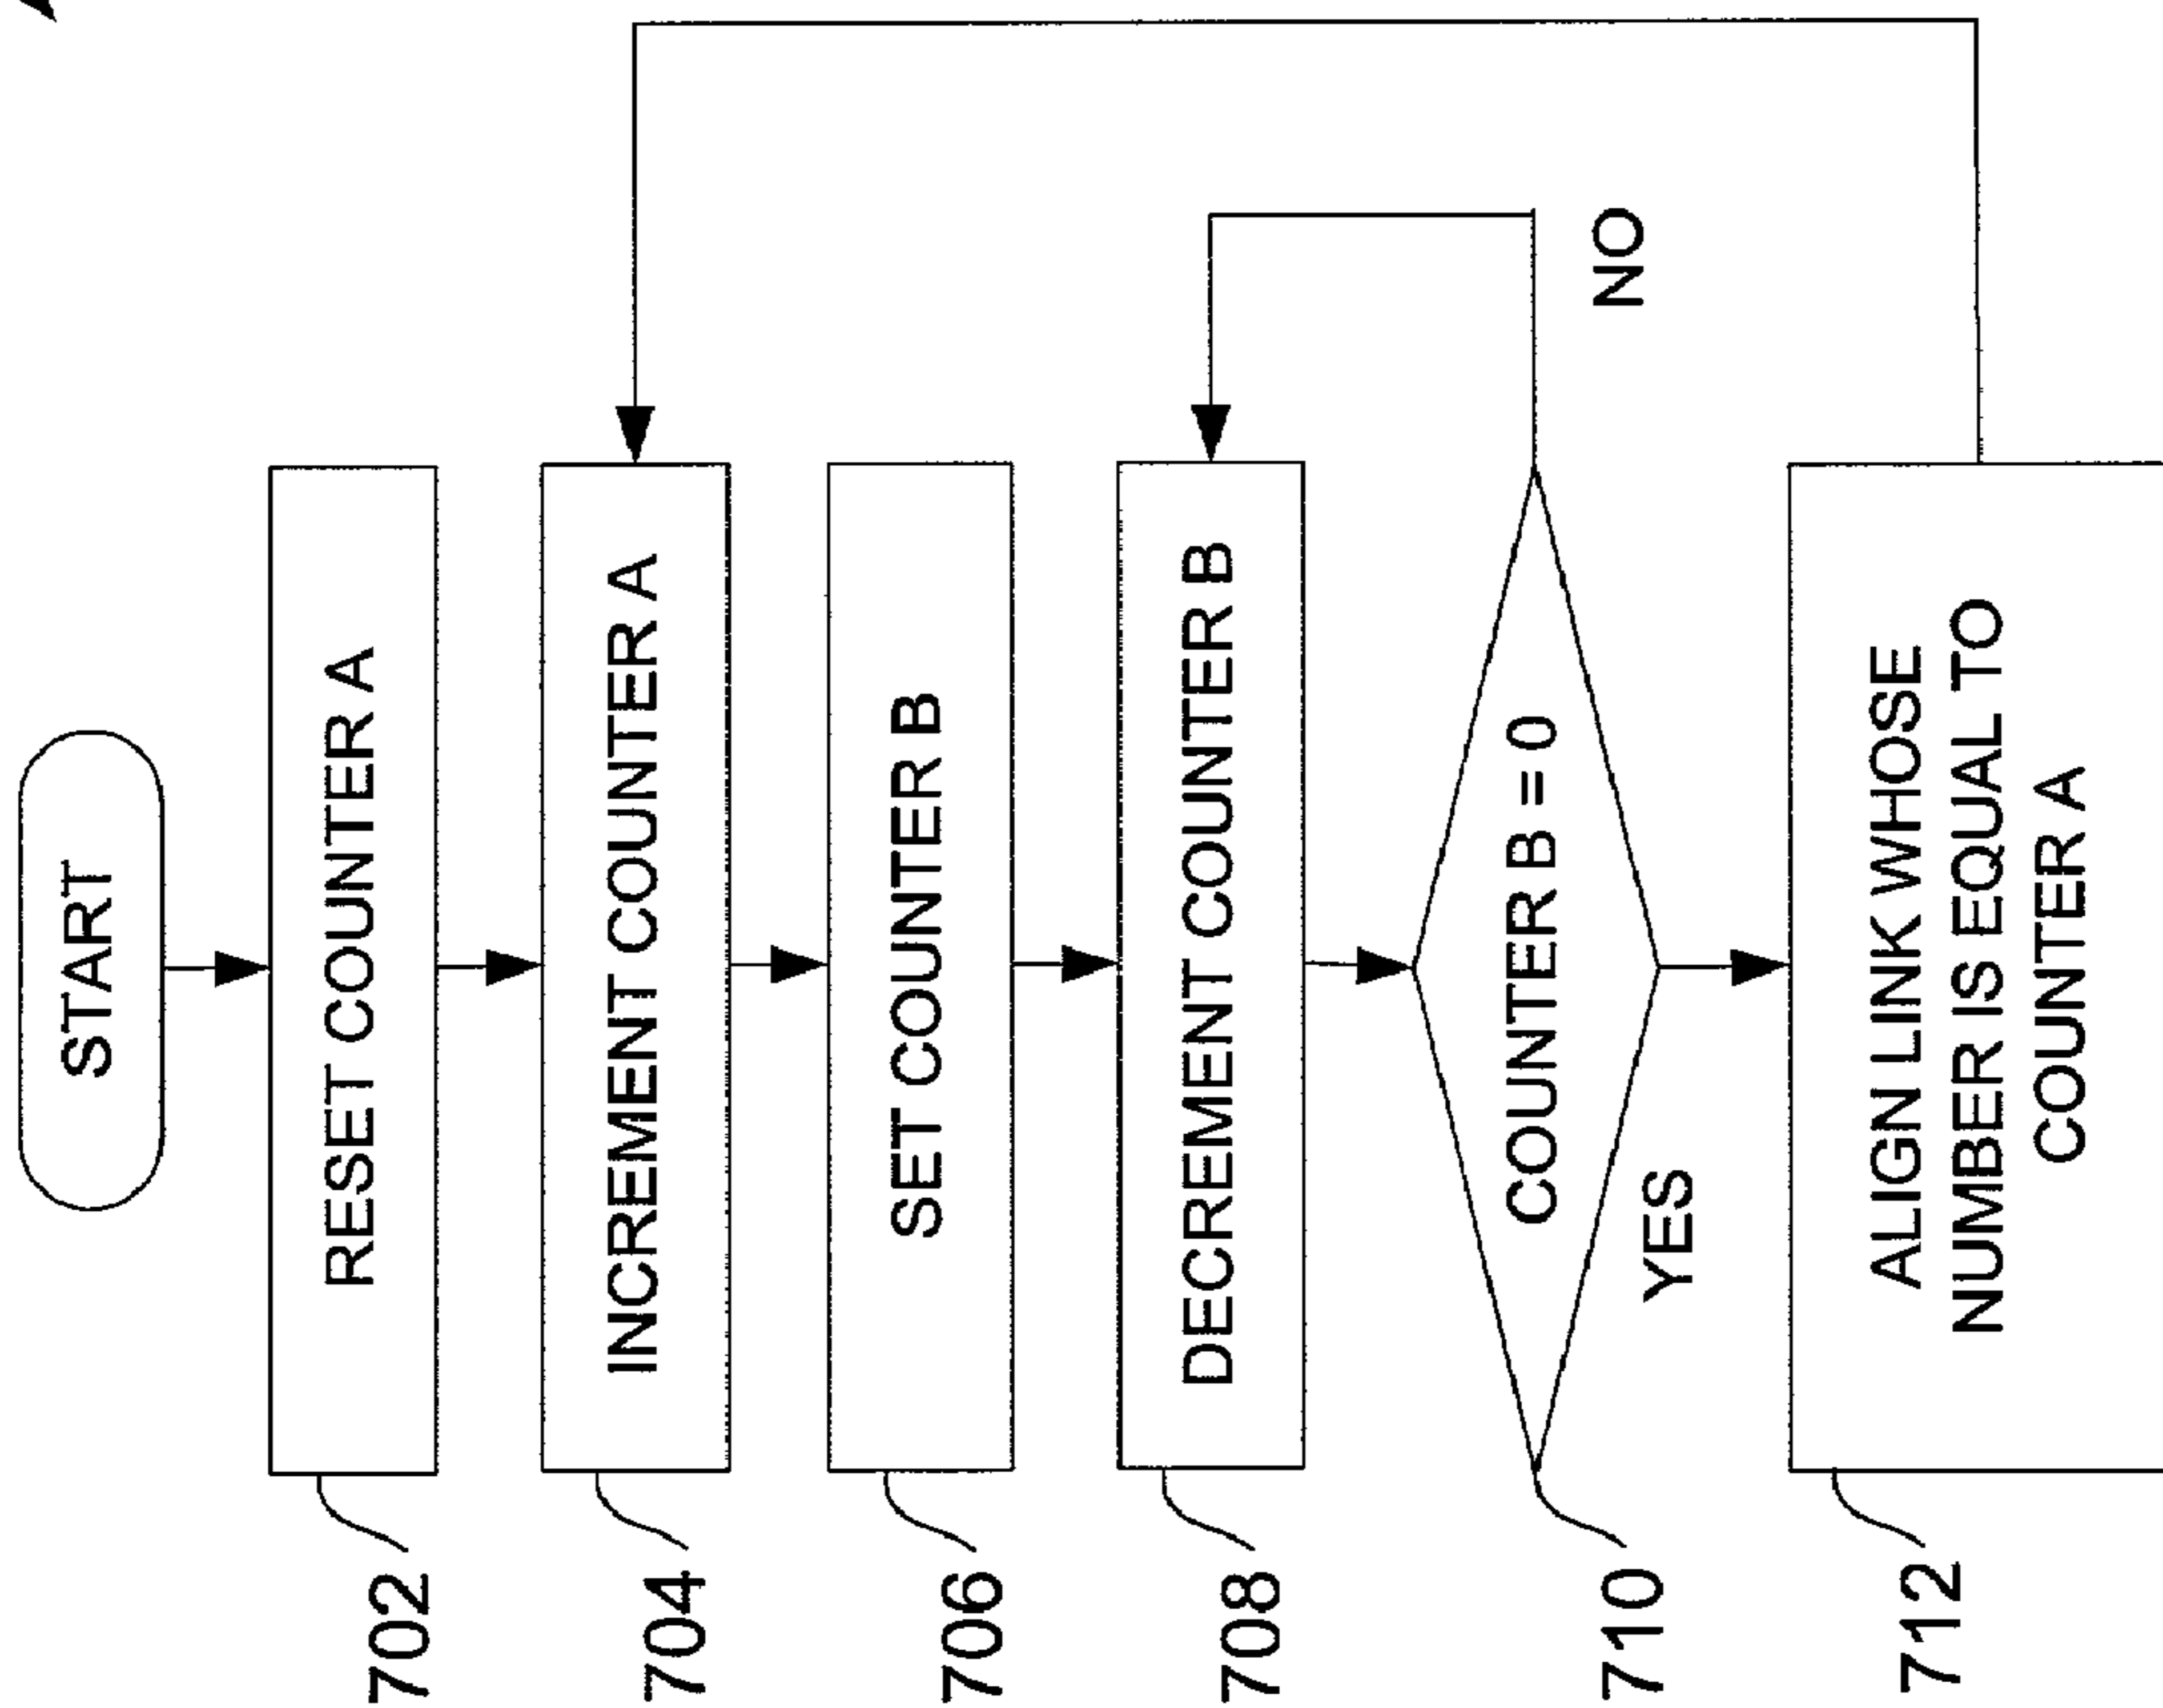 START
702
RESET COUNTER A
704
INCREMENT COUNTER A
706
SET COUNTER B
708
DECREMENT COUNTER B
710
COUNTER B = 0
NO
YES
712
ALIGN LINK WHOSE
NUMBER IS EQUAL TO
COUNTER A